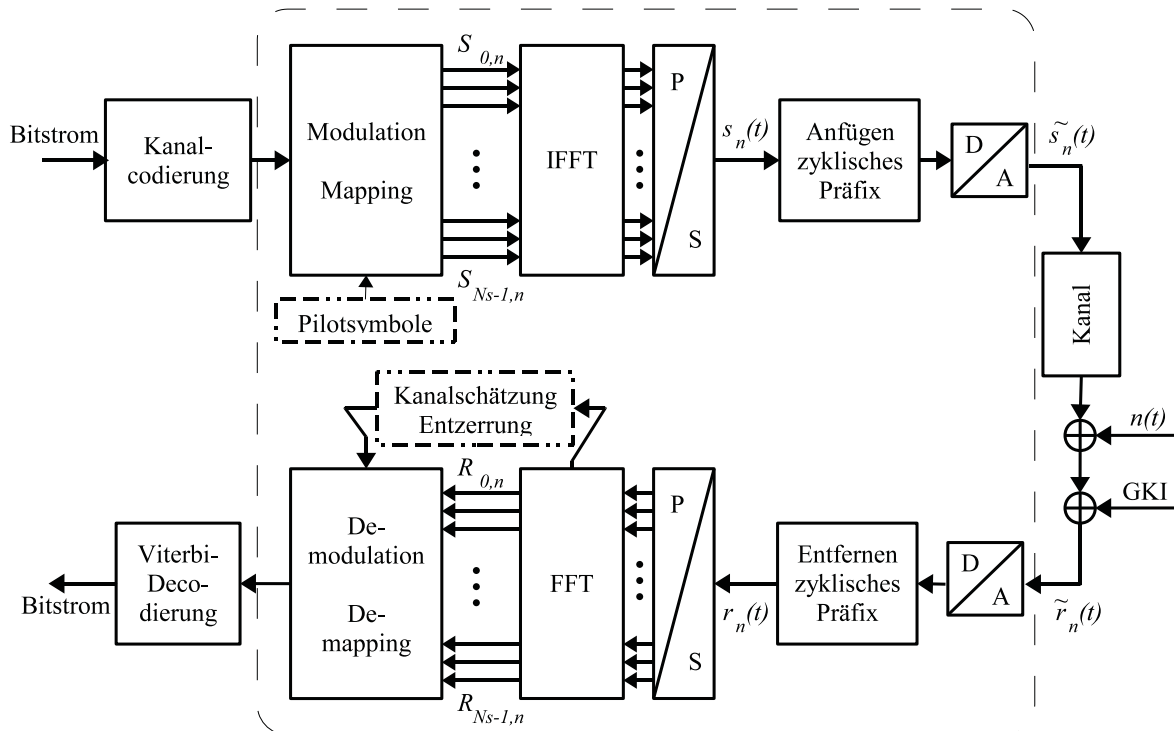 Bitstrom
Kanal-
codierung
Modulation
Mapping
S 0,n
S Ns-1,n
IFFT
P
S
s n (t)
Anfügen
zyklisches
Präfix
D
A
s̃ n (t)
Pilotsymbole
Kanal
n(t)
GKI
Kanalschätzung
Entzerrung
Bitstrom
Viterbi-
Deco-
dierung
De-
modulation
De-
mapping
R 0,n
R Ns-1,n
FFT
P
S
r n (t)
Entfernen
zyklisches
Präfix
D
A
r̃ n (t)